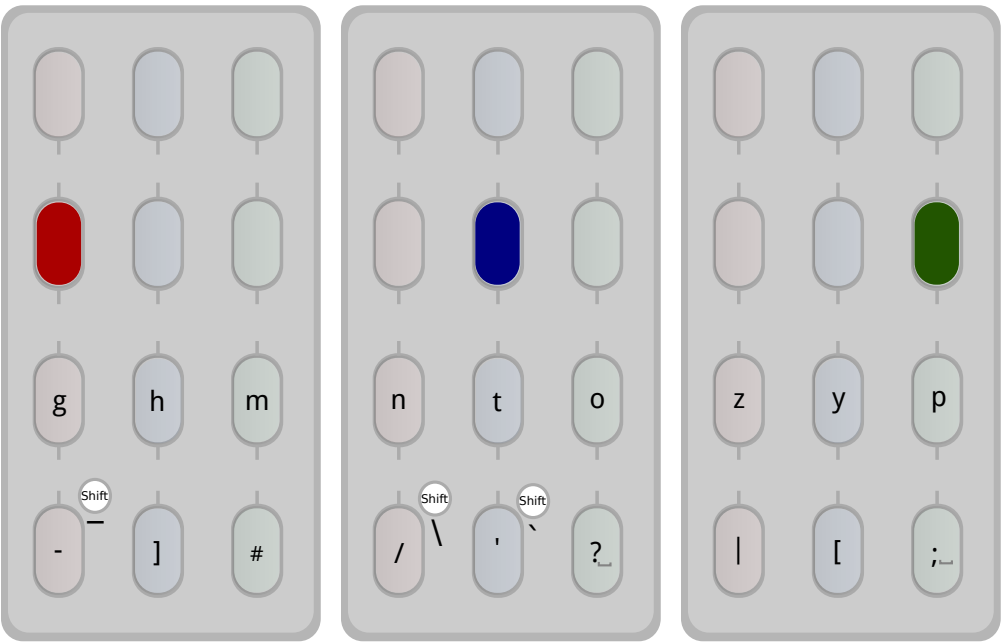 g h m n t o z y p
Shift Shift Shift
- _ ] # / \ ' ` ?␣ | [ ;␣